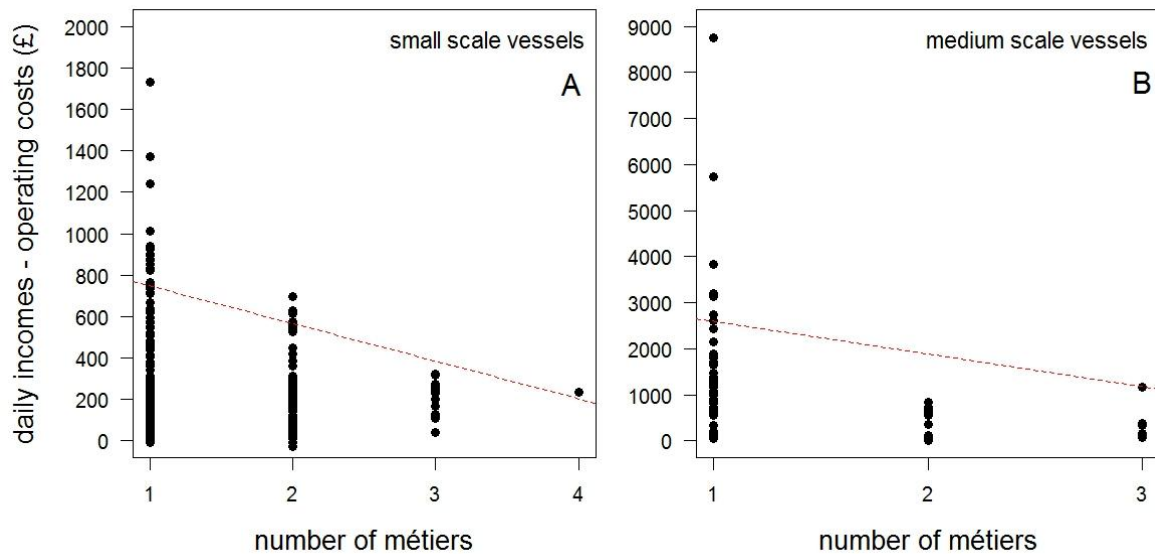 daily incomes - operating costs (£)
small scale vessels
A
2000
1800
1600
1400
1200
1000
800
600
400
200
0
1 2 3 4
number of métiers
medium scale vessels
B
9000
8000
7000
6000
5000
4000
3000
2000
1000
0
1 2 3
number of métiers